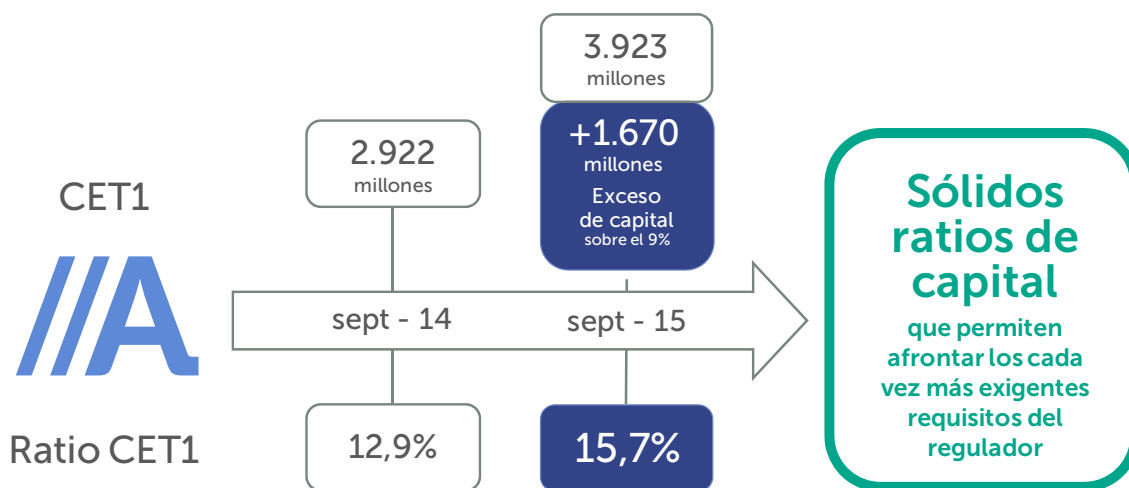 3.923
millones
+1.670
millones
Exceso
de capital
sobre el 9%
2.922
millones
CET1
A
sept - 14
sept - 15
Ratio CET1
12,9%
15,7%
Sólidos
ratios de
capital
que permiten
afrontar los cada
vez más exigentes
requisitos del
regulador